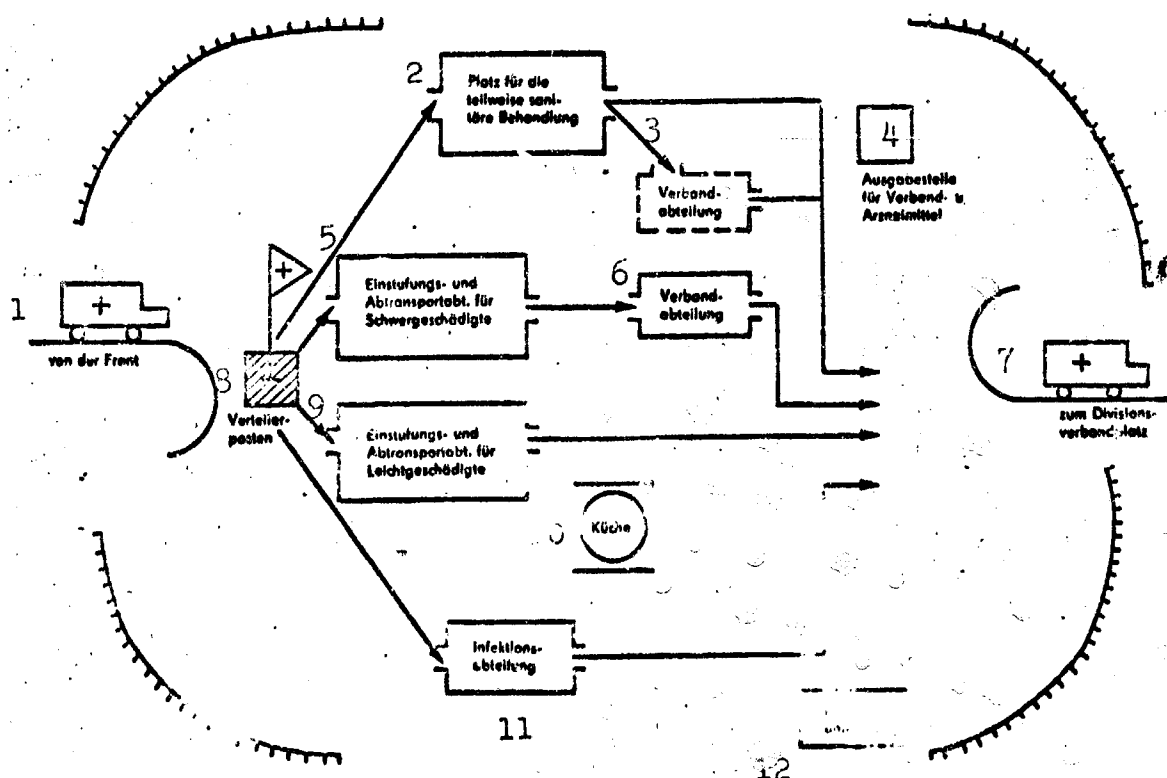 2
Platz für die
teilweise sani-
täre Behandlung
3
Verband-
abteilung
4
Ausgabestelle
für Verband- u.
Arzneimittel
1
von der Front
5
Einstufungs- und
Abtransportabt. für
Schwergeschädigte
6
Verband-
abteilung
7
zum Divisions-
verbandplatz
8
Verteiler-
posten
9
Einstufungs- und
Abtransportabt. für
Leichtgeschädigte
Küche
Infektions-
abteilung
11
12